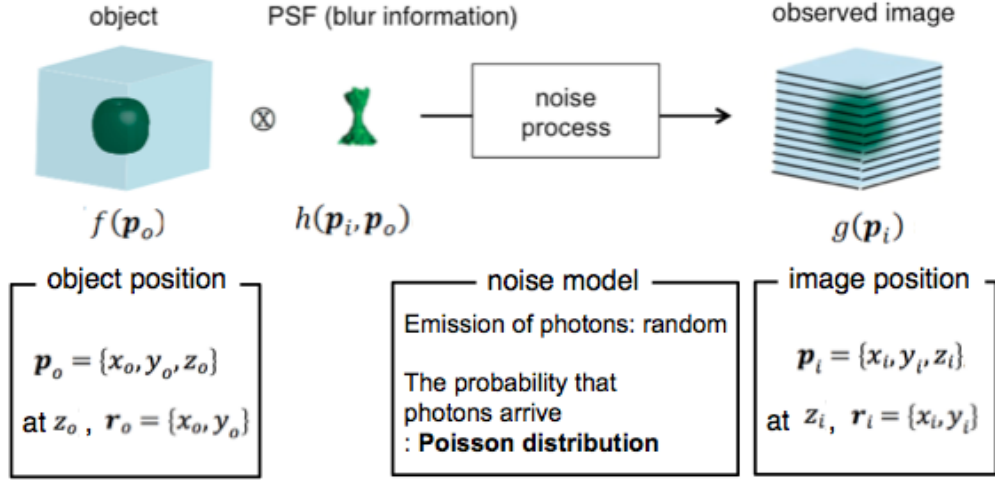 object
PSF (blur information)
observed image
⊗
noise
process
f(pₒ)
h(pᵢ, pₒ)
g(pᵢ)
object position
pₒ = {xₒ, yₒ, zₒ}
at zₒ , rₒ = {xₒ, yₒ}
noise model
Emission of photons: random
The probability that
photons arrive
: Poisson distribution
image position
pᵢ = {xᵢ, yᵢ, zᵢ}
at zᵢ, rᵢ = {xᵢ, yᵢ}